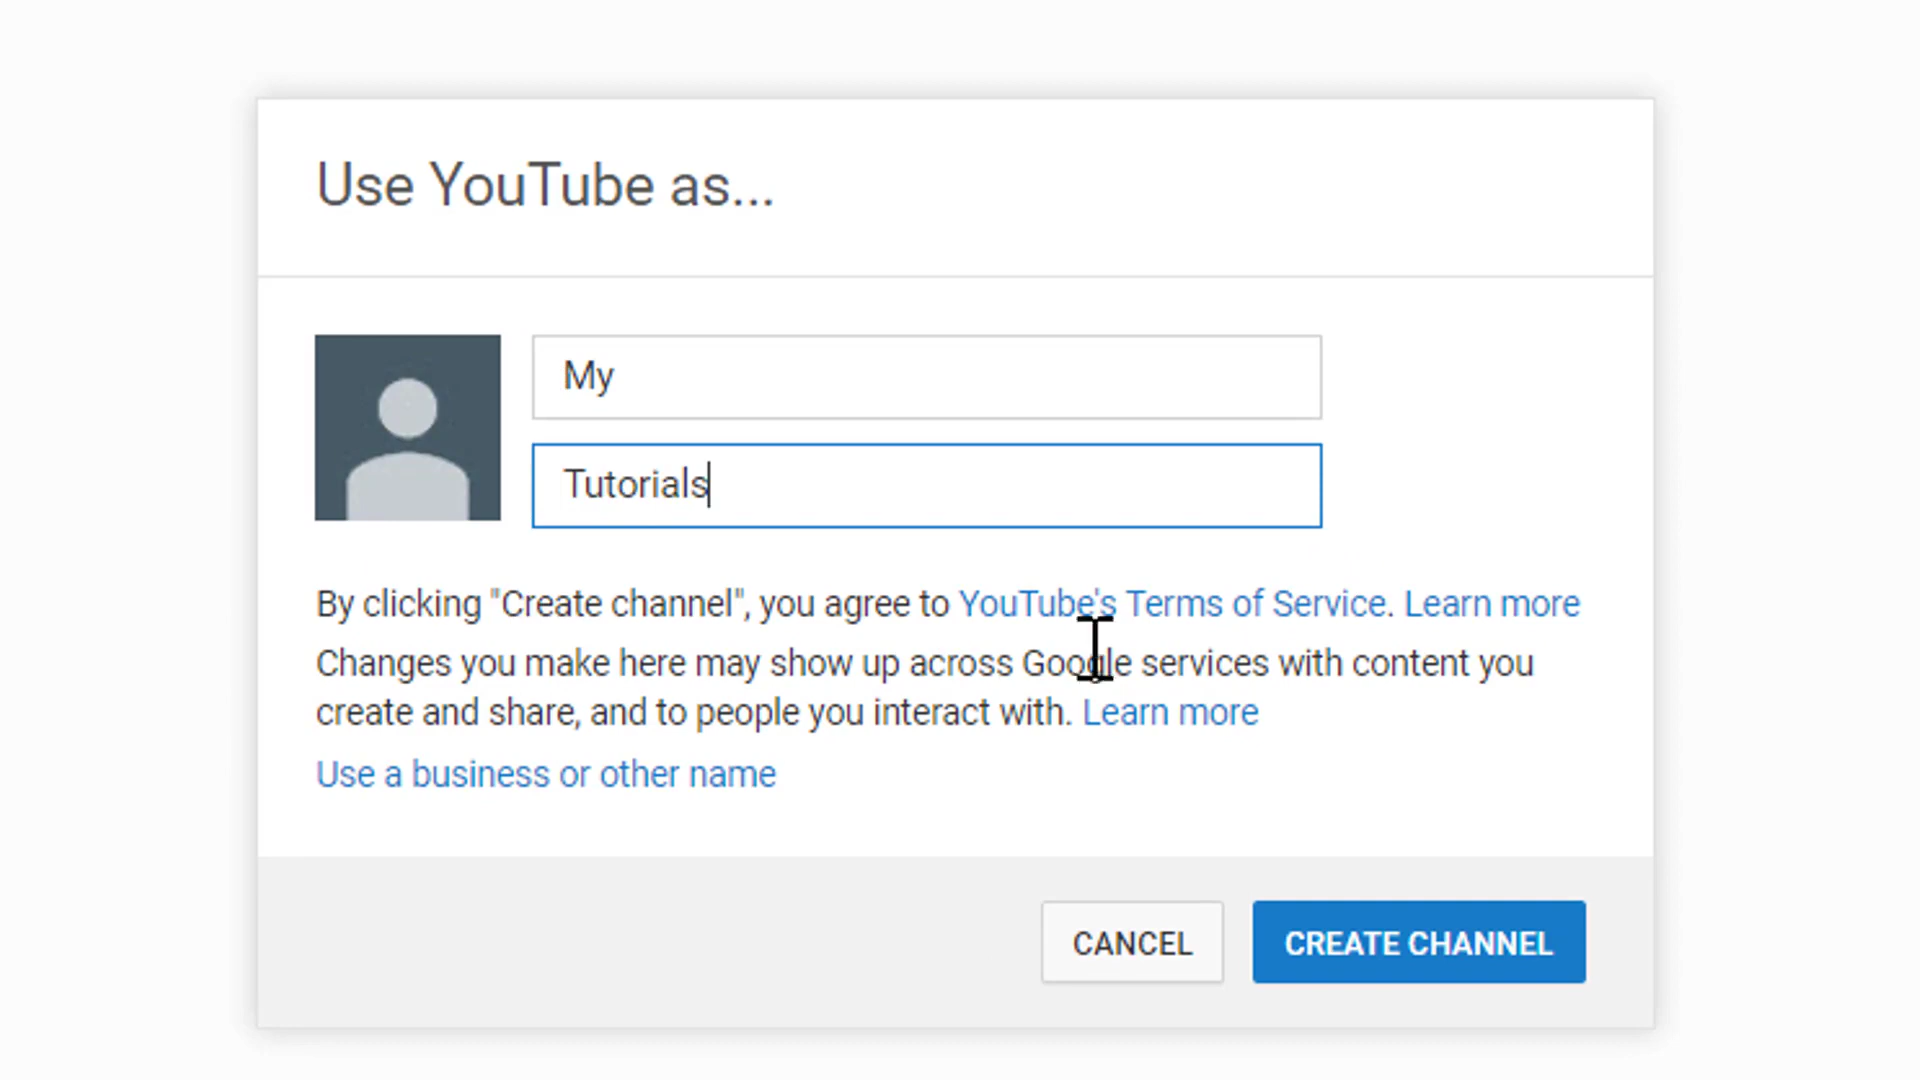 Use YouTube as...
My
Tutorials
By clicking "Create channel", you agree to YouTube's Terms of Service. Learn more
Changes you make here may show up across Google services with content you
create and share, and to people you interact with. Learn more
Use a business or other name
CANCEL CREATE CHANNEL